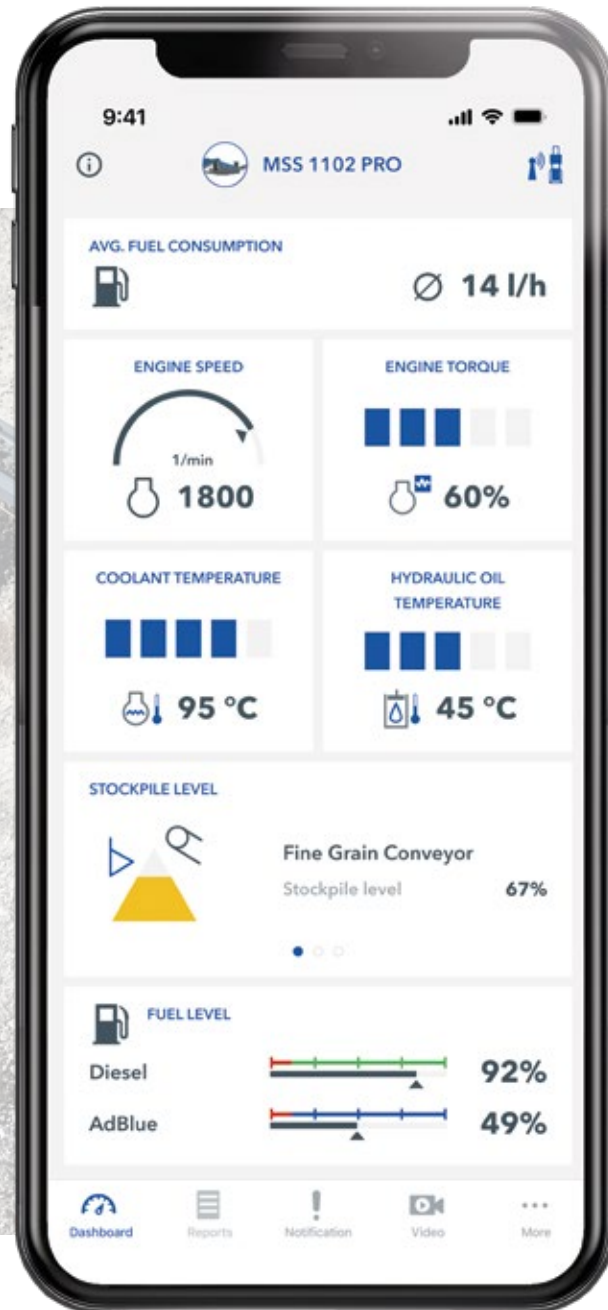 9:41
MSS 1102 PRO
AVG. FUEL CONSUMPTION
Ø 14 l/h
ENGINE SPEED
1/min
1800
ENGINE TORQUE
60%
COOLANT TEMPERATURE
95 °C
HYDRAULIC OIL
TEMPERATURE
45 °C
STOCKPILE LEVEL
Fine Grain Conveyor
Stockpile level 67%
FUEL LEVEL
Diesel 92%
AdBlue 49%
Dashboard Reports Notification Video More